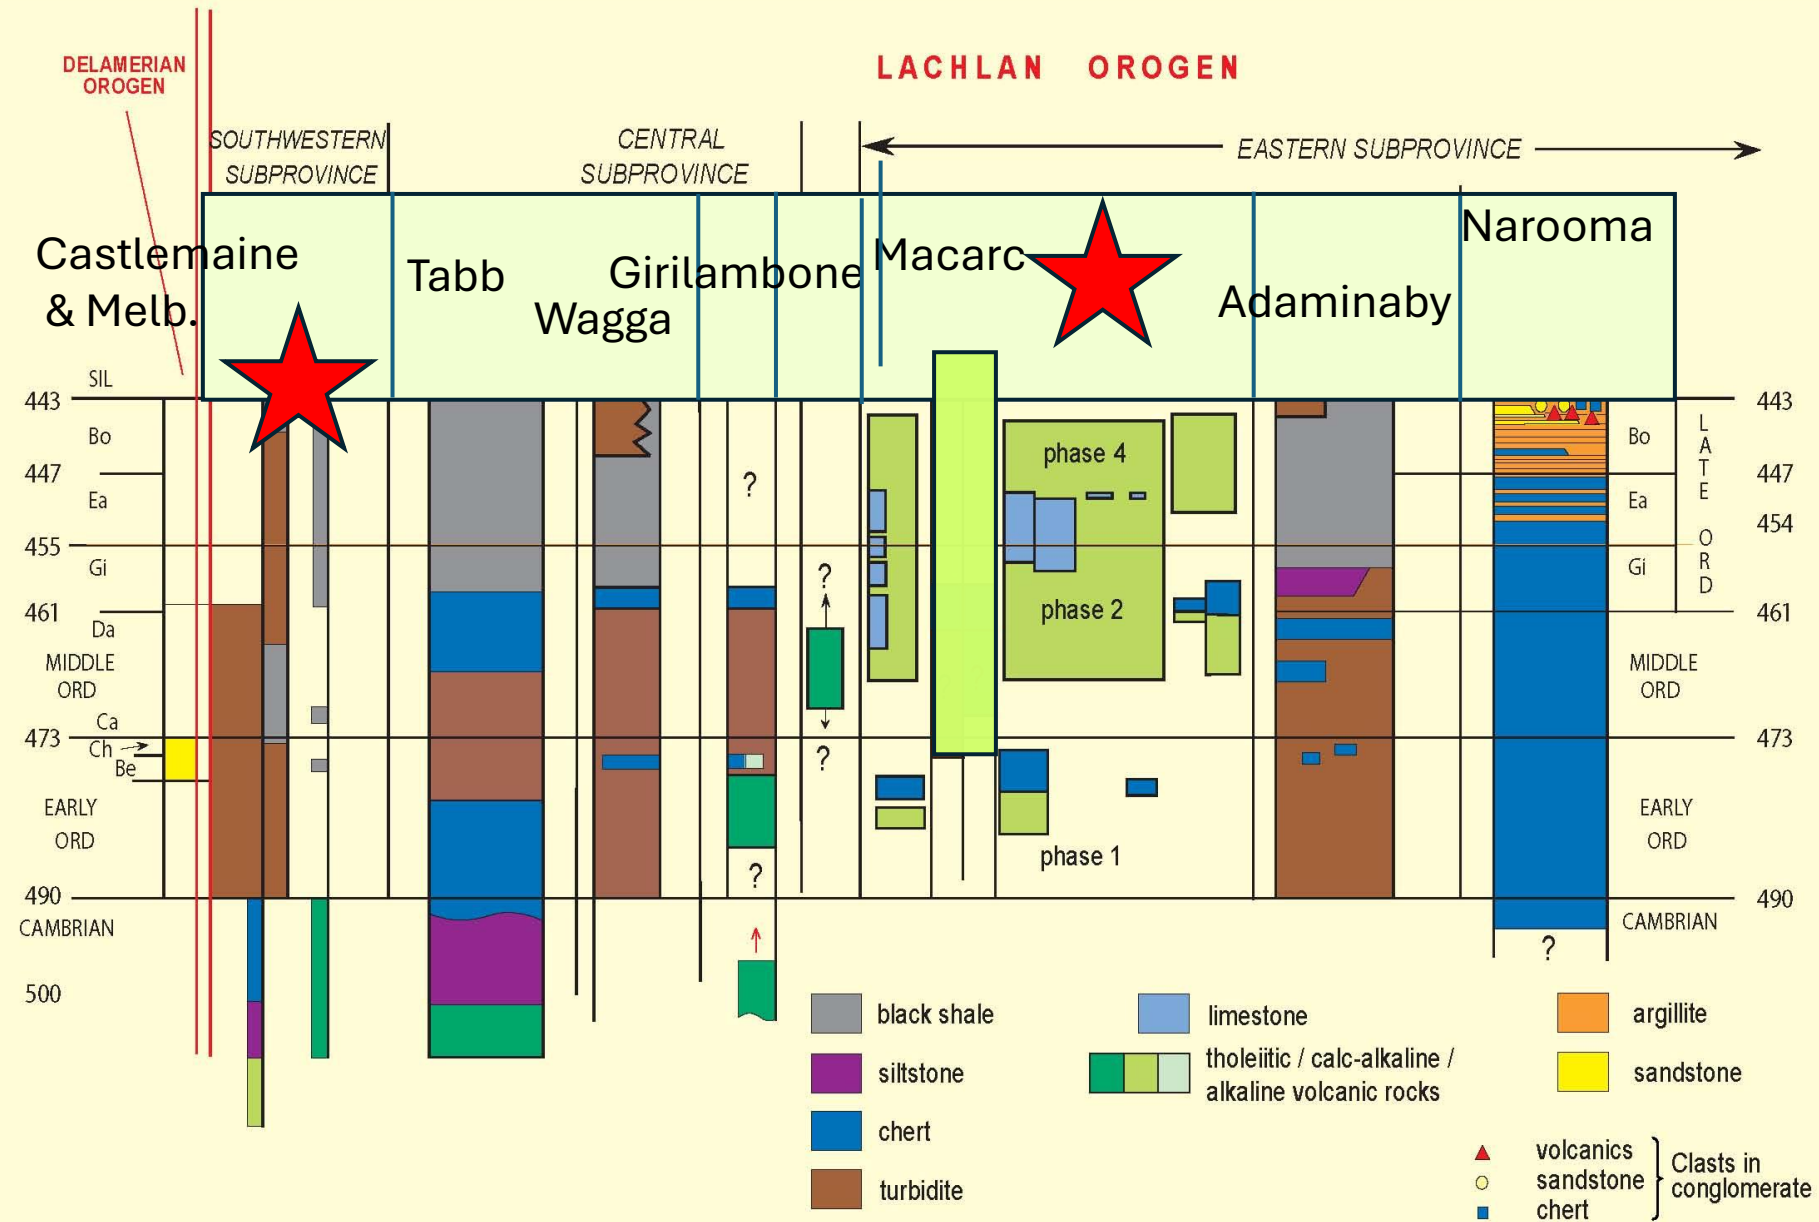 DELAMERIAN
OROGEN
LACHLAN OROGEN
SOUTHWESTERN
SUBPROVINCE
CENTRAL
SUBPROVINCE
EASTERN SUBPROVINCE
Castlemaine
& Melb.
Tabb
Wagga
Girilambone
Macarc
Adaminaby
Narooma
SIL
443
Bo
447
Ea
455
Gi
461
Da
MIDDLE
ORD
Ca
473
Ch
Be
EARLY
ORD
490
CAMBRIAN
500
?
?
?
?
?
phase 4
phase 2
phase 1
443
Bo
447
Ea
454
Gi
461
LATE ORD
MIDDLE
ORD
473
EARLY
ORD
490
CAMBRIAN
black shale
siltstone
chert
turbidite
limestone
tholeiitic / calc-alkaline /
alkaline volcanic rocks
argillite
sandstone
volcanics
sandstone
chert
Clasts in
conglomerate